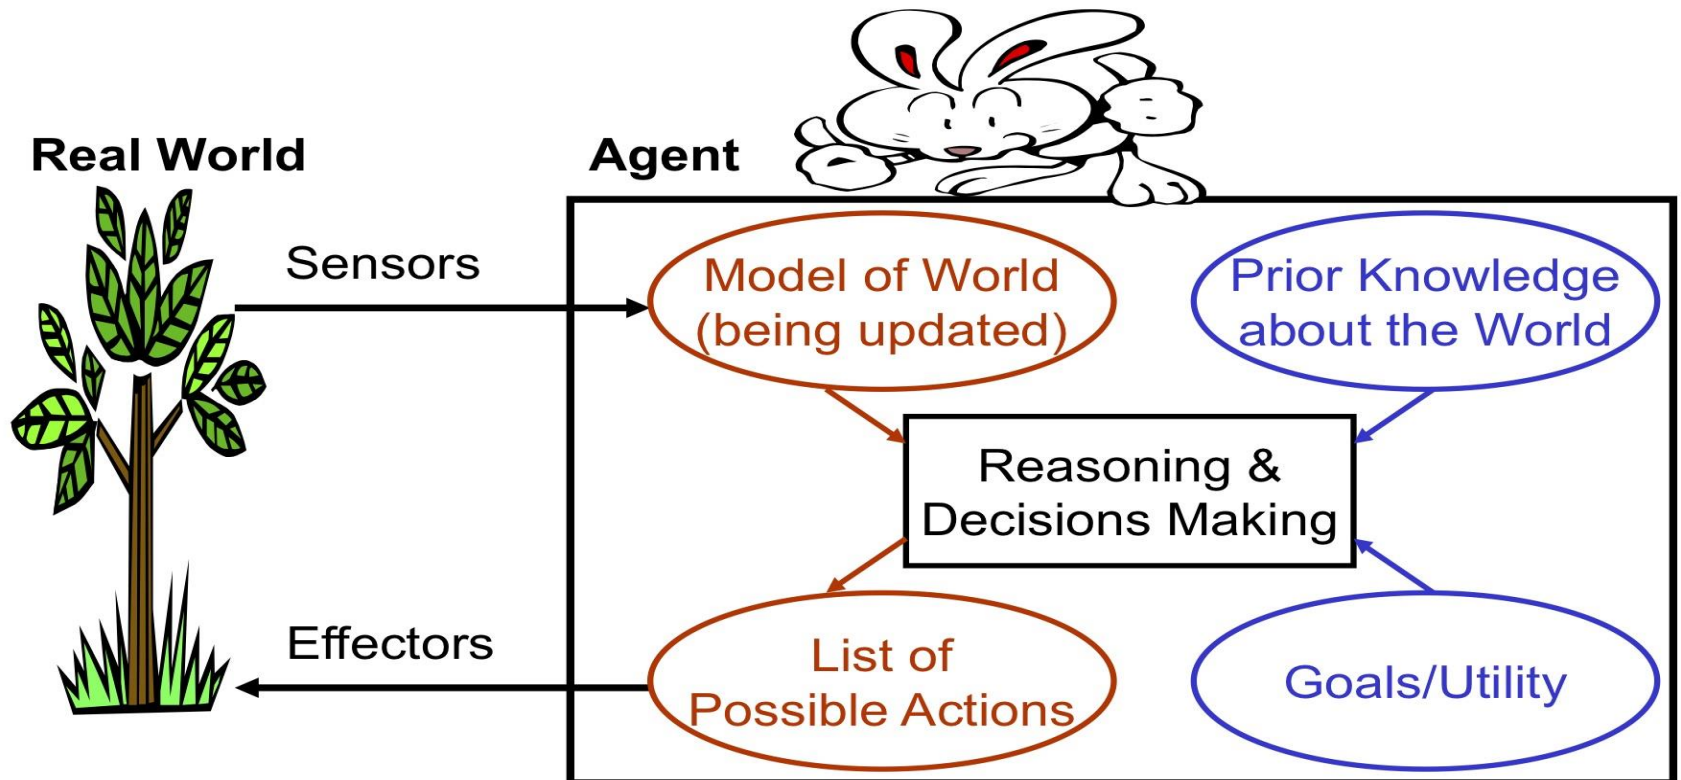 Real World
Agent
Sensors
Model of World
(being updated)
Prior Knowledge
about the World
Reasoning &
Decisions Making
Effectors
List of
Possible Actions
Goals/Utility